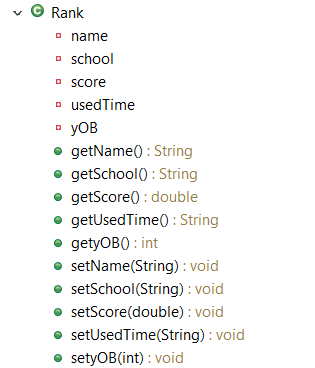 Rank
name
school
score
usedTime
yOB
getName() : String
getSchool() : String
getScore() : double
getUsedTime() : String
getyOB() : int
setName(String) : void
setSchool(String) : void
setScore(double) : void
setUsedTime(String) : void
setyOB(int) : void